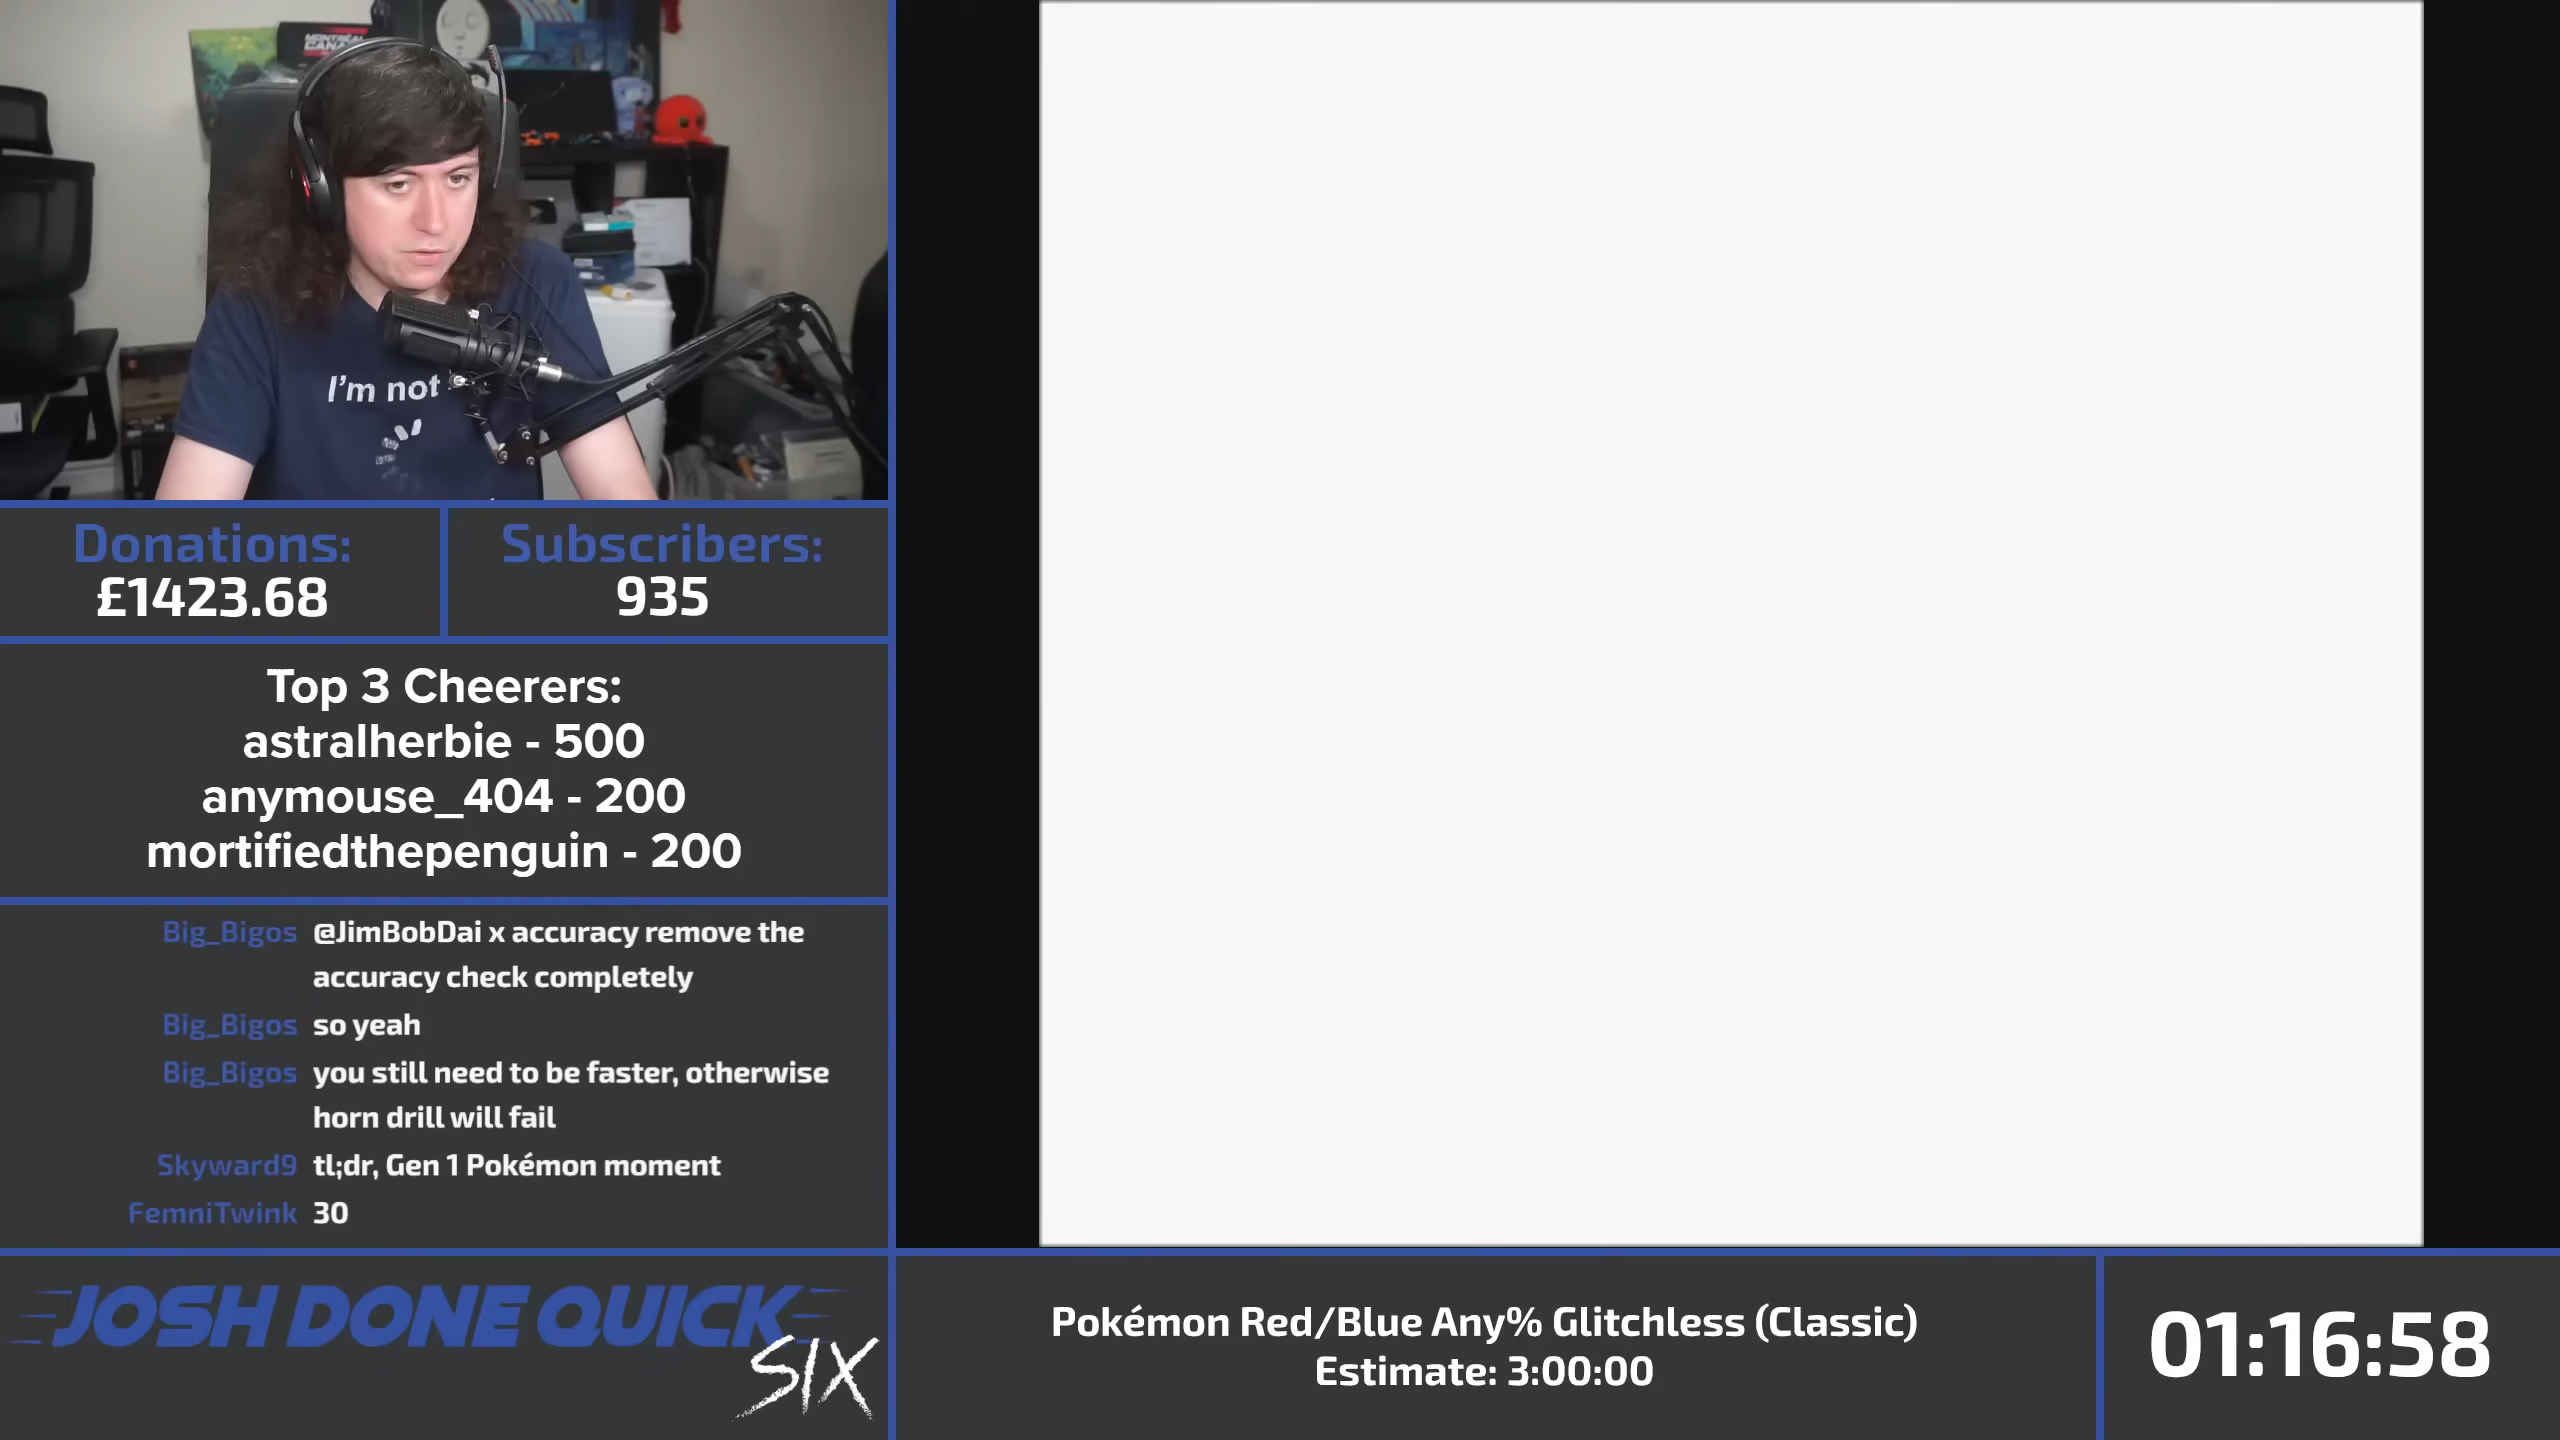 MONTRÉAL
CANADA
I'm not
Donations:
£1423.68
Subscribers:
935
Top 3 Cheerers:
astralherbie - 500
anymouse_404 - 200
mortifiedthepenguin - 200
Big_Bigos @JimBobDai x accuracy remove the
accuracy check completely
Big_Bigos so yeah
Big_Bigos you still need to be faster, otherwise
horn drill will fail
Skyward9 tl;dr, Gen 1 Pokémon moment
FemniTwink 30
JOSH DONE QUICK
SIX
Pokémon Red/Blue Any% Glitchless (Classic)
Estimate: 3:00:00
01:16:58